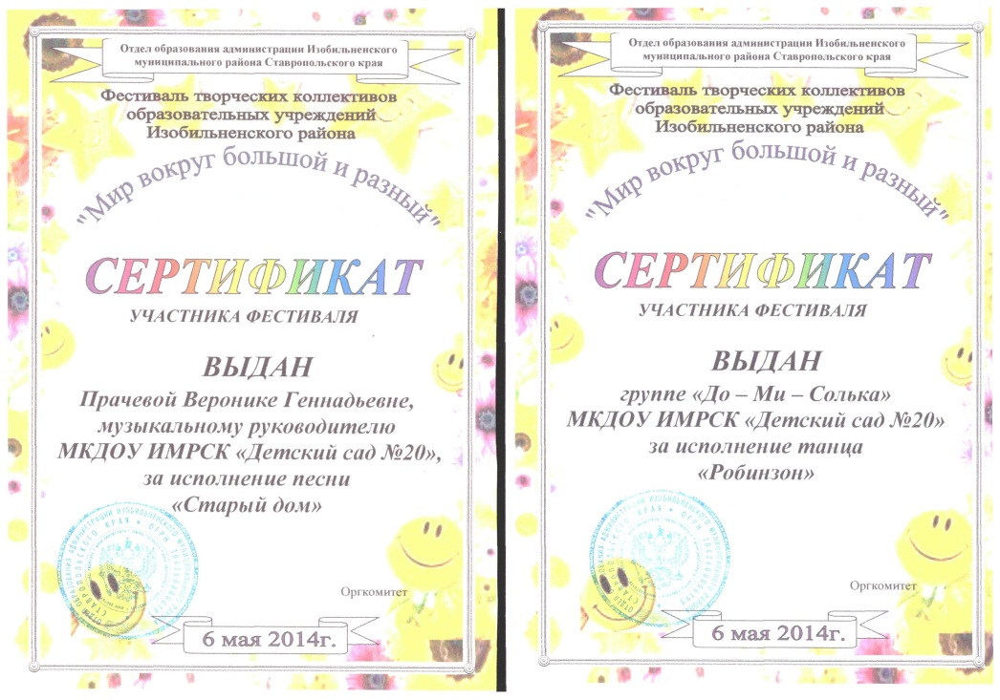 Отдел образования администрации Изобильненского
муниципального района Ставропольского края
Фестиваль творческих коллективов
образовательных учреждений
Изобильненского района
"Мир вокруг большой и разный"
СЕРТИФИКАТ
УЧАСТНИКА ФЕСТИВАЛЯ
ВЫДАН
Прачевой Веронике Геннадьевне,
музыкальному руководителю
МКДОУ ИМРСК «Детский сад №20»,
за исполнение песни
«Старый дом»
Оргкомитет
6 мая 2014г.
Отдел образования администрации Изобильненского
муниципального района Ставропольского края
Фестиваль творческих коллективов
образовательных учреждений
Изобильненского района
"Мир вокруг большой и разный"
СЕРТИФИКАТ
УЧАСТНИКА ФЕСТИВАЛЯ
ВЫДАН
группе «До – Ми – Солька»
МКДОУ ИМРСК «Детский сад №20»
за исполнение танца
«Робинзон»
Оргкомитет
6 мая 2014г.